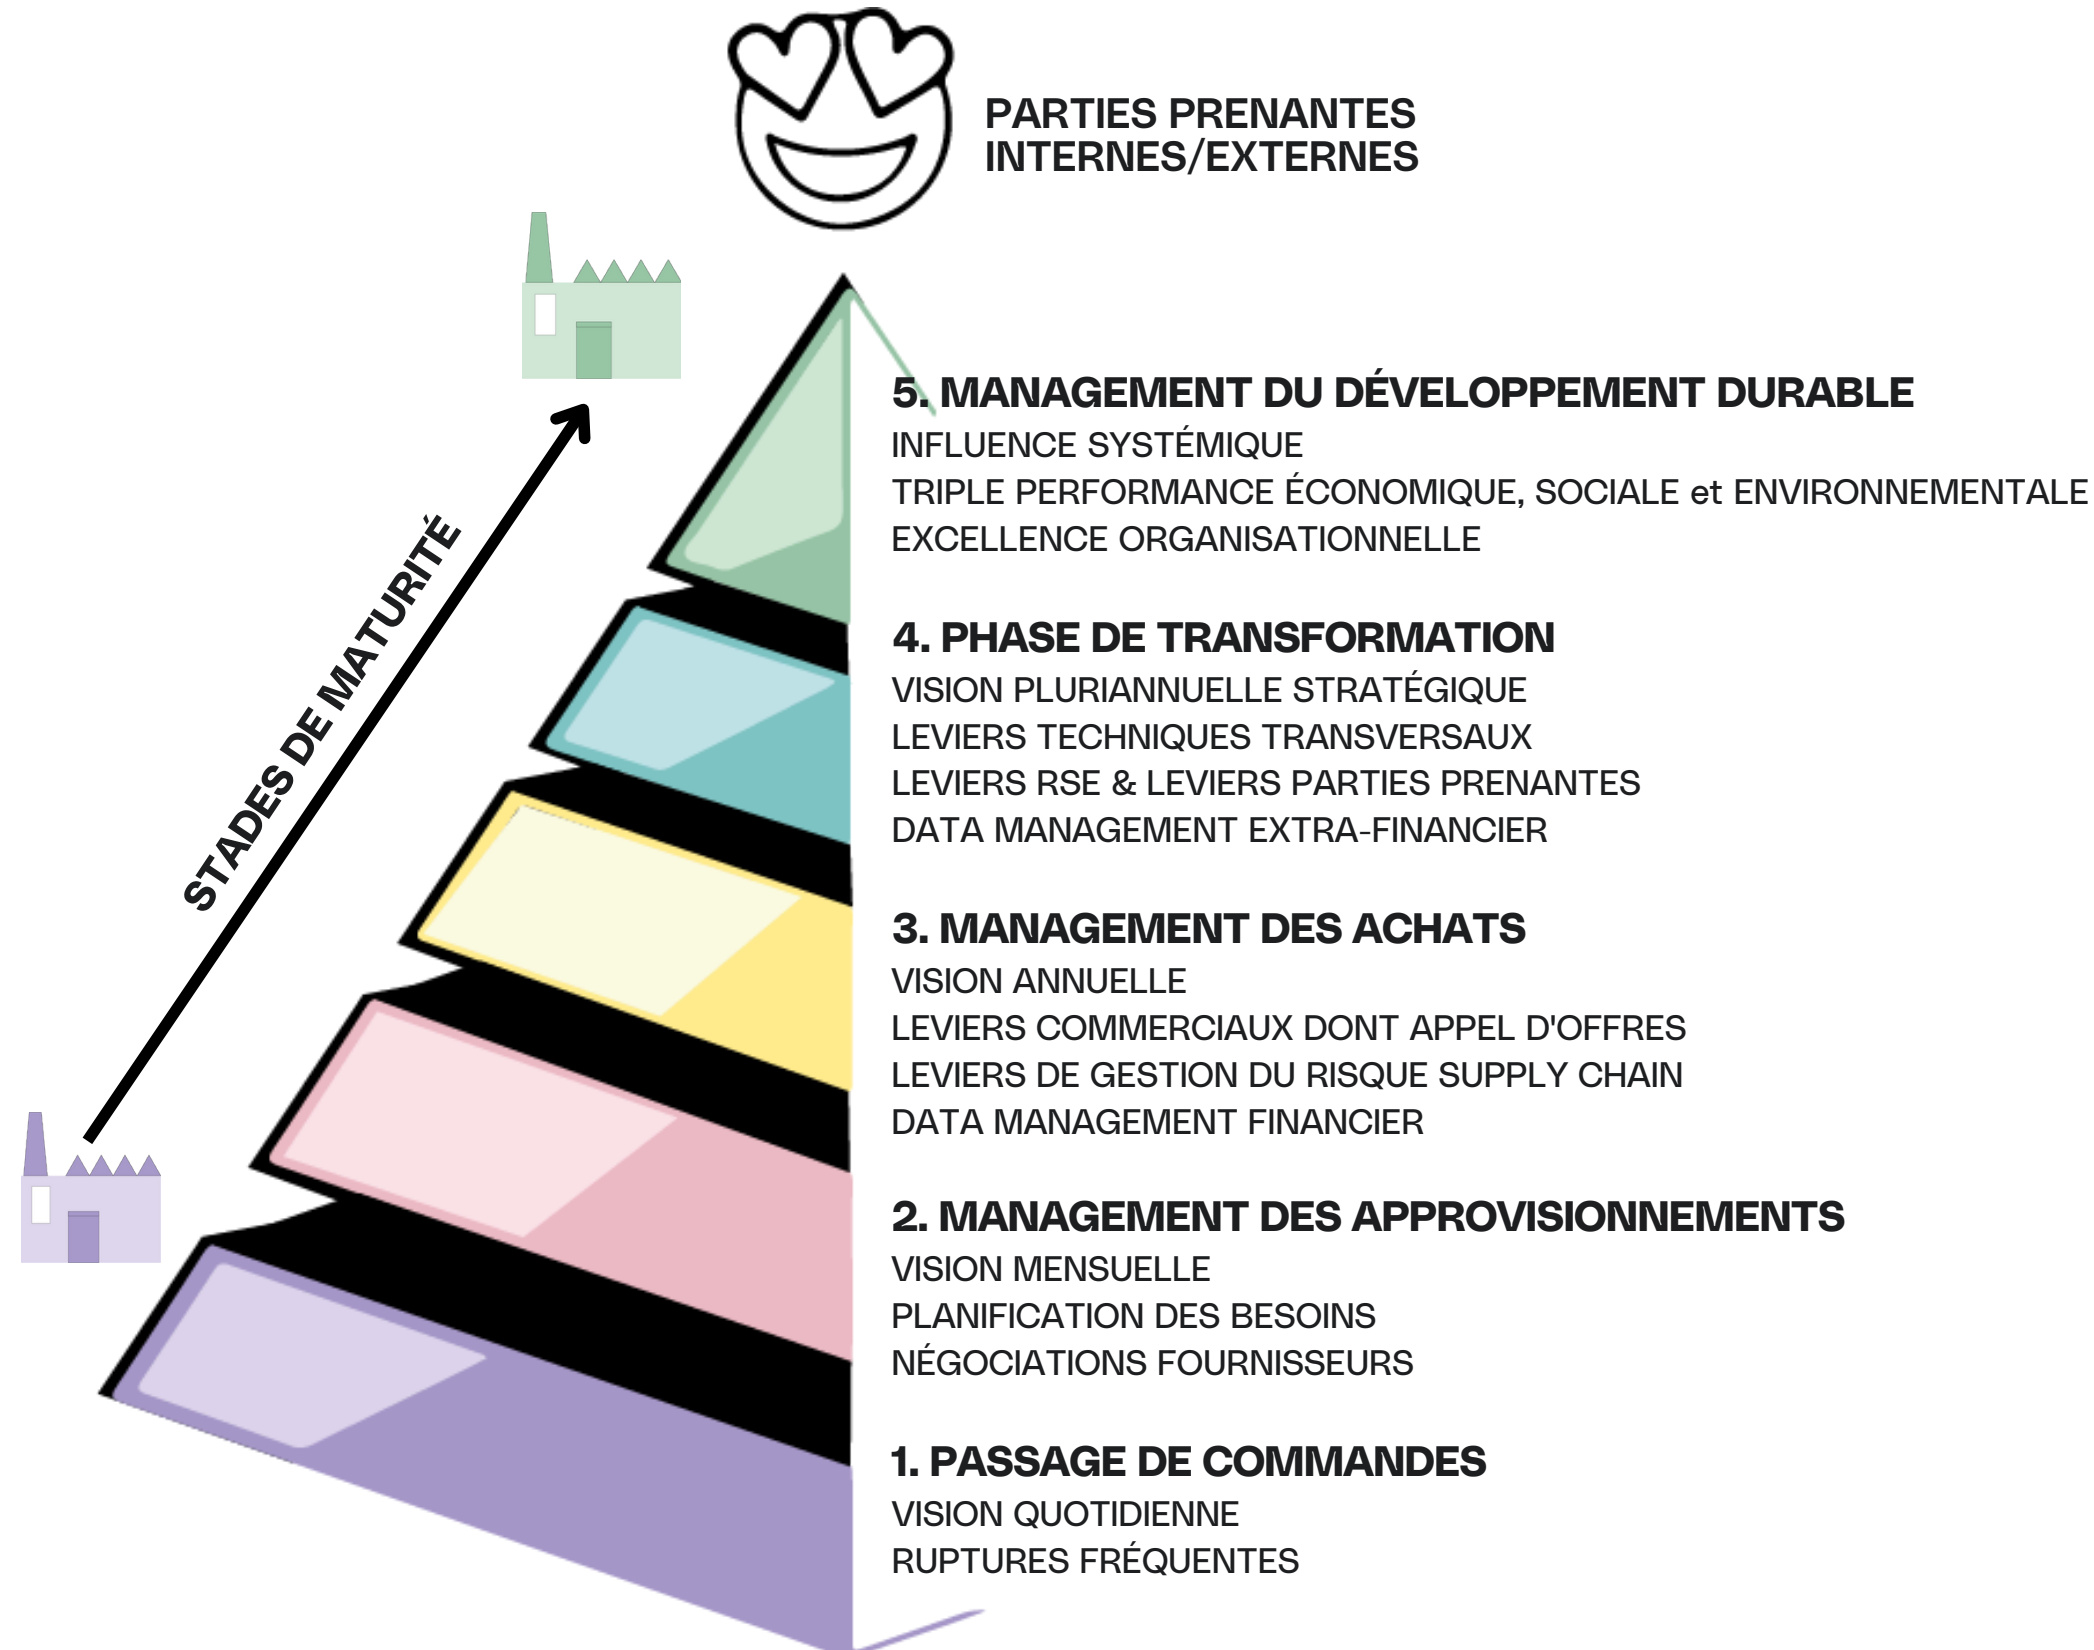 PARTIES PRENANTES
INTERNES/EXTERNES
STADES DE MATURITÉ
5. MANAGEMENT DU DÉVELOPPEMENT DURABLE
INFLUENCE SYSTÉMIQUE
TRIPLE PERFORMANCE ÉCONOMIQUE, SOCIALE et ENVIRONNEMENTALE
EXCELLENCE ORGANISATIONNELLE
4. PHASE DE TRANSFORMATION
VISION PLURIANNUELLE STRATÉGIQUE
LEVIERS TECHNIQUES TRANSVERSAUX
LEVIERS RSE & LEVIERS PARTIES PRENANTES
DATA MANAGEMENT EXTRA-FINANCIER
3. MANAGEMENT DES ACHATS
VISION ANNUELLE
LEVIERS COMMERCIAUX DONT APPEL D'OFFRES
LEVIERS DE GESTION DU RISQUE SUPPLY CHAIN
DATA MANAGEMENT FINANCIER
2. MANAGEMENT DES APPROVISIONNEMENTS
VISION MENSUELLE
PLANIFICATION DES BESOINS
NÉGOCIATIONS FOURNISSEURS
1. PASSAGE DE COMMANDES
VISION QUOTIDIENNE
RUPTURES FRÉQUENTES